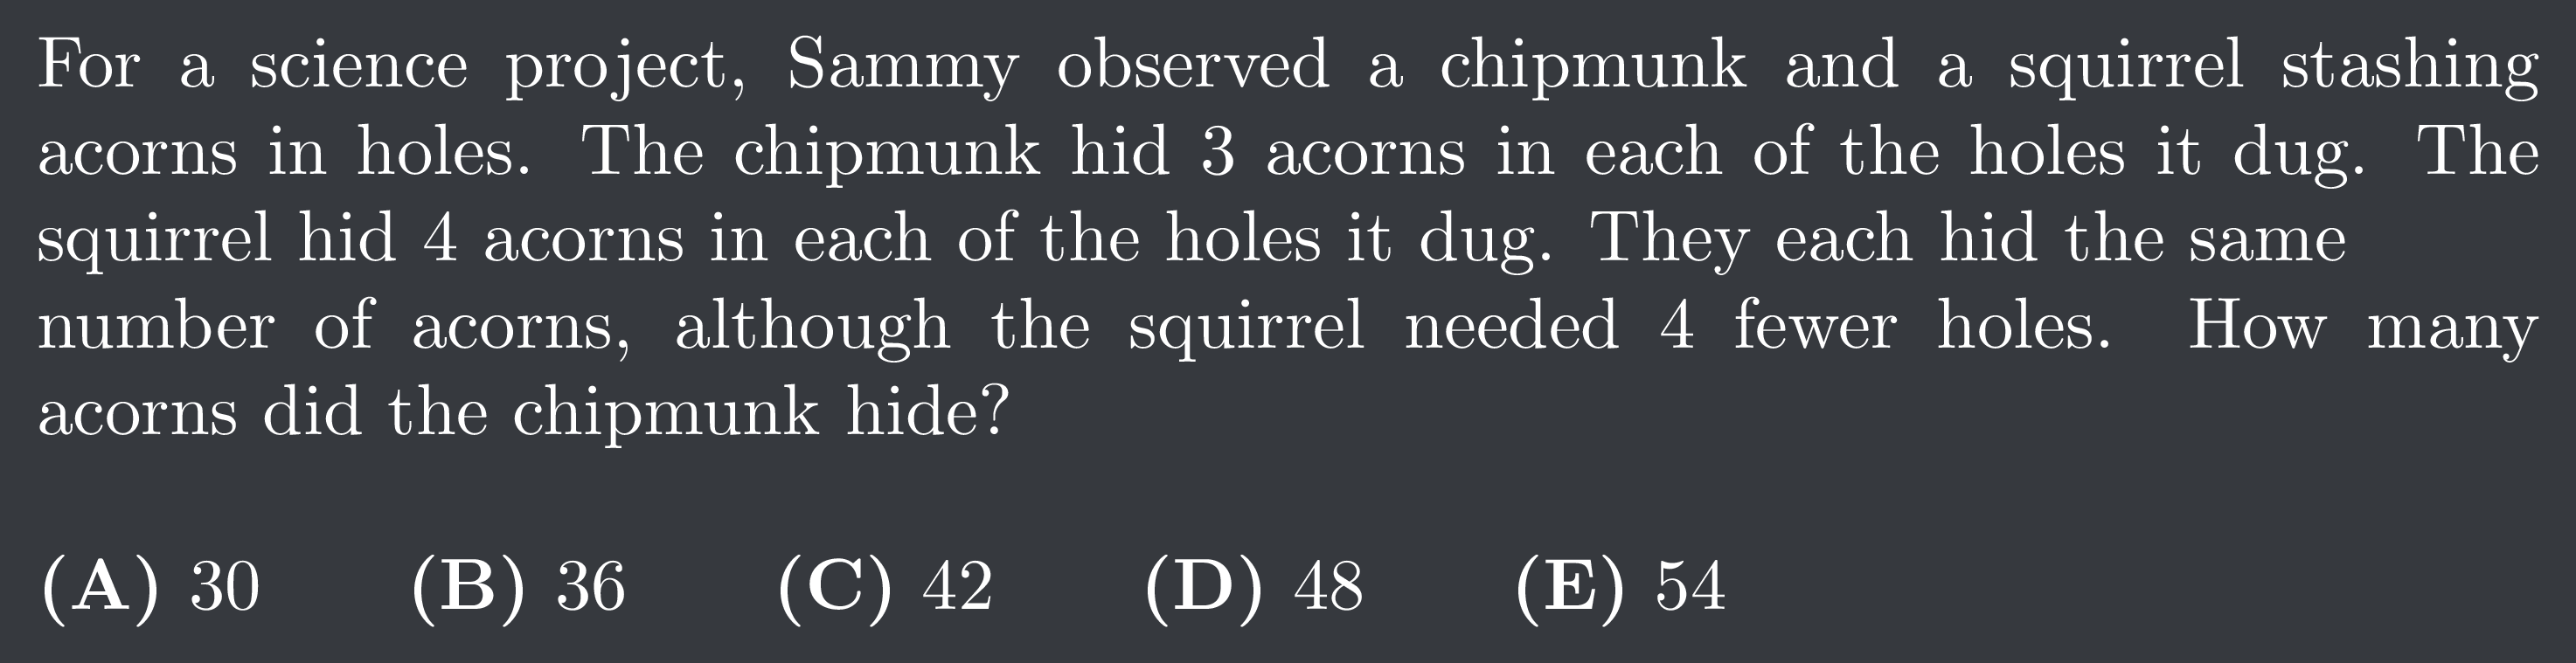 For a science project, Sammy observed a chipmunk and a squirrel stashing
acorns in holes. The chipmunk hid 3 acorns in each of the holes it dug. The
squirrel hid 4 acorns in each of the holes it dug. They each hid the same
number of acorns, although the squirrel needed 4 fewer holes. How many
acorns did the chipmunk hide?
(A) 30 (B) 36 (C) 42 (D) 48 (E) 54